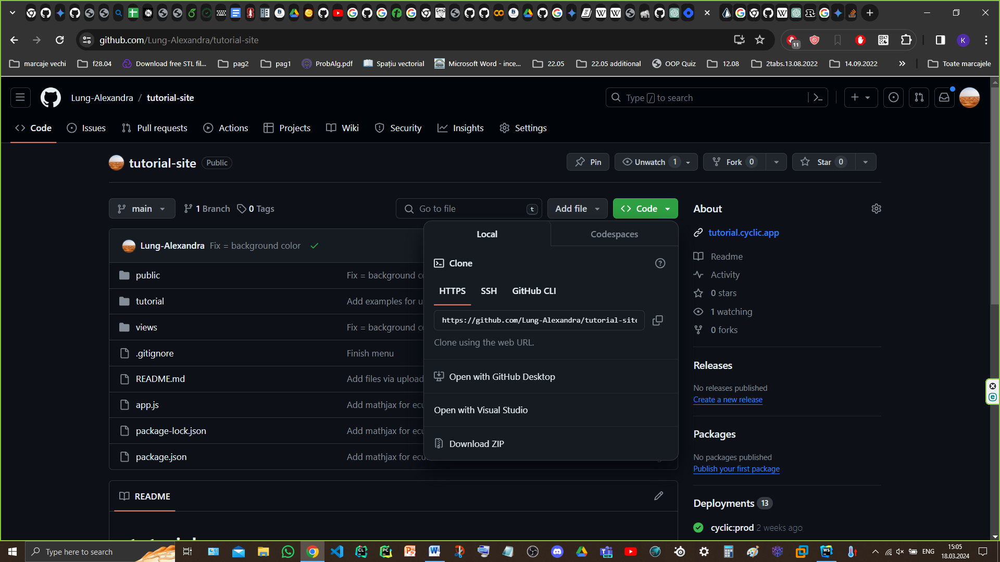 github.com/Lung-Alexandra/tutorial-site
11
K
marcaje vechi
f28.04
Download free STL fil...
pag2
pag1
ProbAlg.pdf
Spațiu vectorial
Microsoft Word - ince...
22.05
22.05 additional
OOP Quiz
12.08
2tabs.13.08.2022
14.09.2022
Toate marcajele
Lung-Alexandra / tutorial-site
Type / to search
Code
Issues
Pull requests
Actions
Projects
Wiki
Security
Insights
Settings
tutorial-site
Public
Pin
Unwatch 1
Fork 0
Star 0
main
1 Branch
0 Tags
Go to file
t
Add file
Code
Lung-Alexandra Fix = background color
public
Fix = background co
tutorial
Add examples for u
views
Fix = background co
.gitignore
Finish menu
README.md
Add files via upload
app.js
Add mathjax for ecu
package-lock.json
Add mathjax for ecu
package.json
Add mathjax for ecu
README
Local
Codespaces
Clone
HTTPS
SSH
GitHub CLI
https://github.com/Lung-Alexandra/tutorial-site
Clone using the web URL.
Open with GitHub Desktop
Open with Visual Studio
Download ZIP
About
tutorial.cyclic.app
Readme
Activity
0 stars
1 watching
0 forks
Releases
No releases published
Create a new release
Packages
No packages published
Publish your first package
Deployments 13
cyclic:prod 2 weeks ago
Type here to search
ENG
15:05
18.03.2024